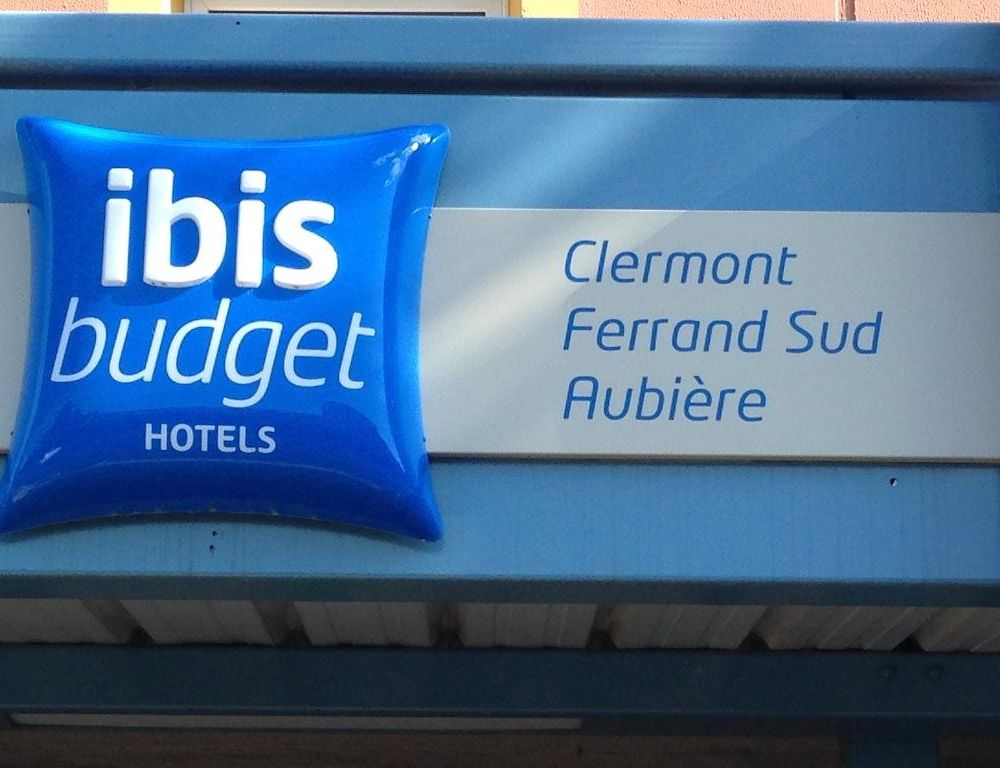 ibis
budget
HOTELS
Clermont
Ferrand Sud
Aubière